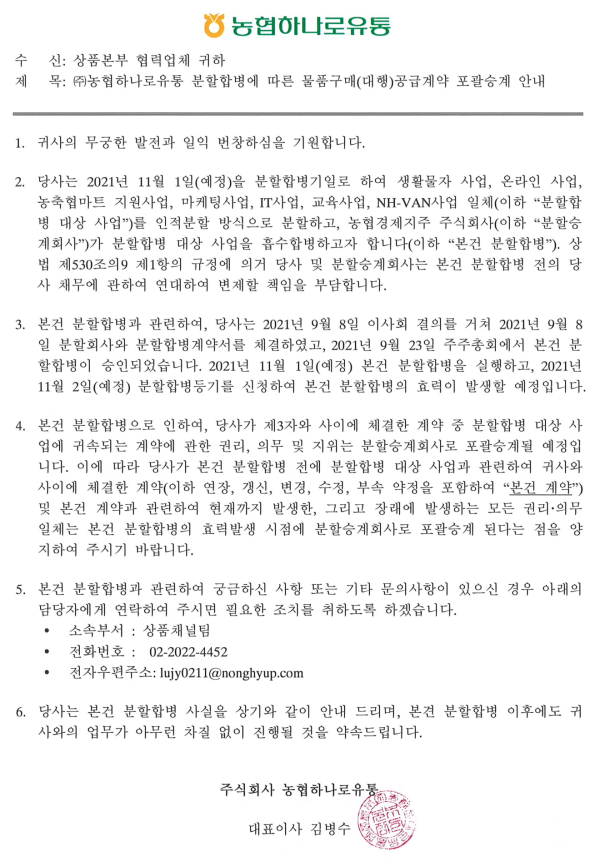 농협하나로유통
수 신: 상품본부 협력업체 귀하
제 목: ㈜농협하나로유통 분할합병에 따른 물품구매(대행)공급계약 포괄승계 안내
1. 귀사의 무궁한 발전과 일익 번창하심을 기원합니다.
2. 당사는 2021년 11월 1일(예정)을 분할합병기일로 하여 생활물자 사업, 온라인 사업,
농축협마트 지원사업, 마케팅사업, IT사업, 교육사업, NH-VAN사업 일체(이하 “분할합
병 대상 사업”)를 인적분할 방식으로 분할하고, 농협경제지주 주식회사(이하 “분할승
계회사”)가 분할합병 대상 사업을 흡수합병하고자 합니다(이하 “본건 분할합병”). 상
법 제530조의9 제1항의 규정에 의거 당사 및 분할승계회사는 본건 분할합병 전의 당
사 채무에 관하여 연대하여 변제할 책임을 부담합니다.
3. 본건 분할합병과 관련하여, 당사는 2021년 9월 8일 이사회 결의를 거쳐 2021년 9월 8
일 분할회사와 분할합병계약서를 체결하였고, 2021년 9월 23일 주주총회에서 본건 분
할합병이 승인되었습니다. 2021년 11월 1일(예정) 본건 분할합병을 실행하고, 2021년
11월 2일(예정) 분할합병등기를 신청하여 본건 분할합병의 효력이 발생할 예정입니다.
4. 본건 분할합병으로 인하여, 당사가 제3자와 사이에 체결한 계약 중 분할합병 대상 사
업에 귀속되는 계약에 관한 권리, 의무 및 지위는 분할승계회사로 포괄승계될 예정입
니다. 이에 따라 당사가 본건 분할합병 전에 분할합병 대상 사업과 관련하여 귀사와
사이에 체결한 계약(이하 연장, 갱신, 변경, 수정, 부속 약정을 포함하여 “본건 계약”)
및 본건 계약과 관련하여 현재까지 발생한, 그리고 장래에 발생하는 모든 권리·의무
일체는 본건 분할합병의 효력발생 시점에 분할승계회사로 포괄승계 된다는 점을 양
지하여 주시기 바랍니다.
5. 본건 분할합병과 관련하여 궁금하신 사항 또는 기타 문의사항이 있으신 경우 아래의
담당자에게 연락하여 주시면 필요한 조치를 취하도록 하겠습니다.
• 소속부서 : 상품채널팀
• 전화번호 : 02-2022-4452
• 전자우편주소: lujy0211@nonghyup.com
6. 당사는 본건 분할합병 사실을 상기와 같이 안내 드리며, 본견 분할합병 이후에도 귀
사와의 업무가 아무런 차질 없이 진행될 것을 약속드립니다.
주식회사 농협하나로유통
대표이사 김병수